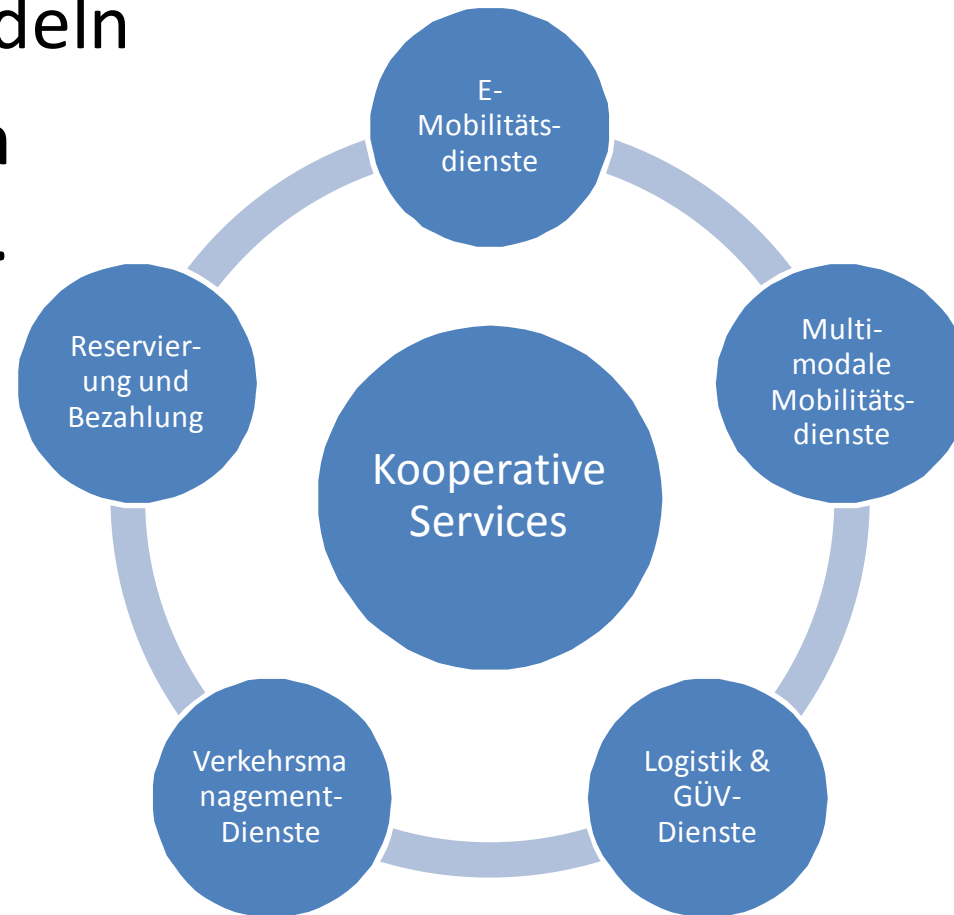 deln
n
E-
Mobilitäts-
dienste
Multi-
modale
Mobilitäts-
dienste
Logistik &
GÜV-
Dienste
Verkehrsma
nagement-
Dienste
Reservier-
ung und
Bezahlung
Kooperative
Services